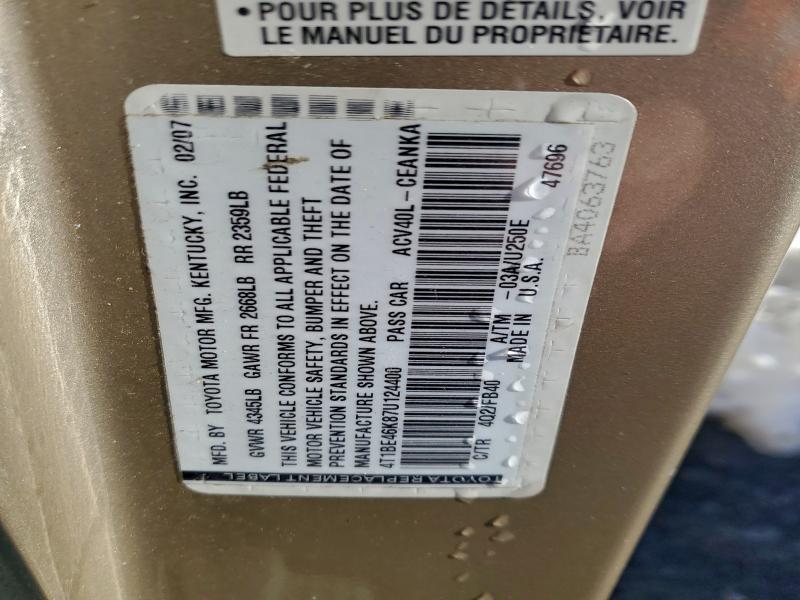 • POUR PLUS DE DÉTAILS, VOIR
LE MANUEL DU PROPRIÉTAIRE.
MFD. BY TOYOTA MOTOR MFG. KENTUCKY, INC. 02/07
GVWR 4345LB GAWR FR 2668LB RR 2359LB
THIS VEHICLE CONFORMS TO ALL APPLICABLE FEDERAL
MOTOR VEHICLE SAFETY, BUMPER AND THEFT
PREVENTION STANDARDS IN EFFECT ON THE DATE OF
MANUFACTURE SHOWN ABOVE.
4T1BE46K87U124400 PASS CAR ACV40L-CEANKA
C/TR 4Q2/FB40 A/TM -03A/U250E
MADE IN U.S.A. 47696
BA4063763
TOYOTA REPLACEMENT LABEL